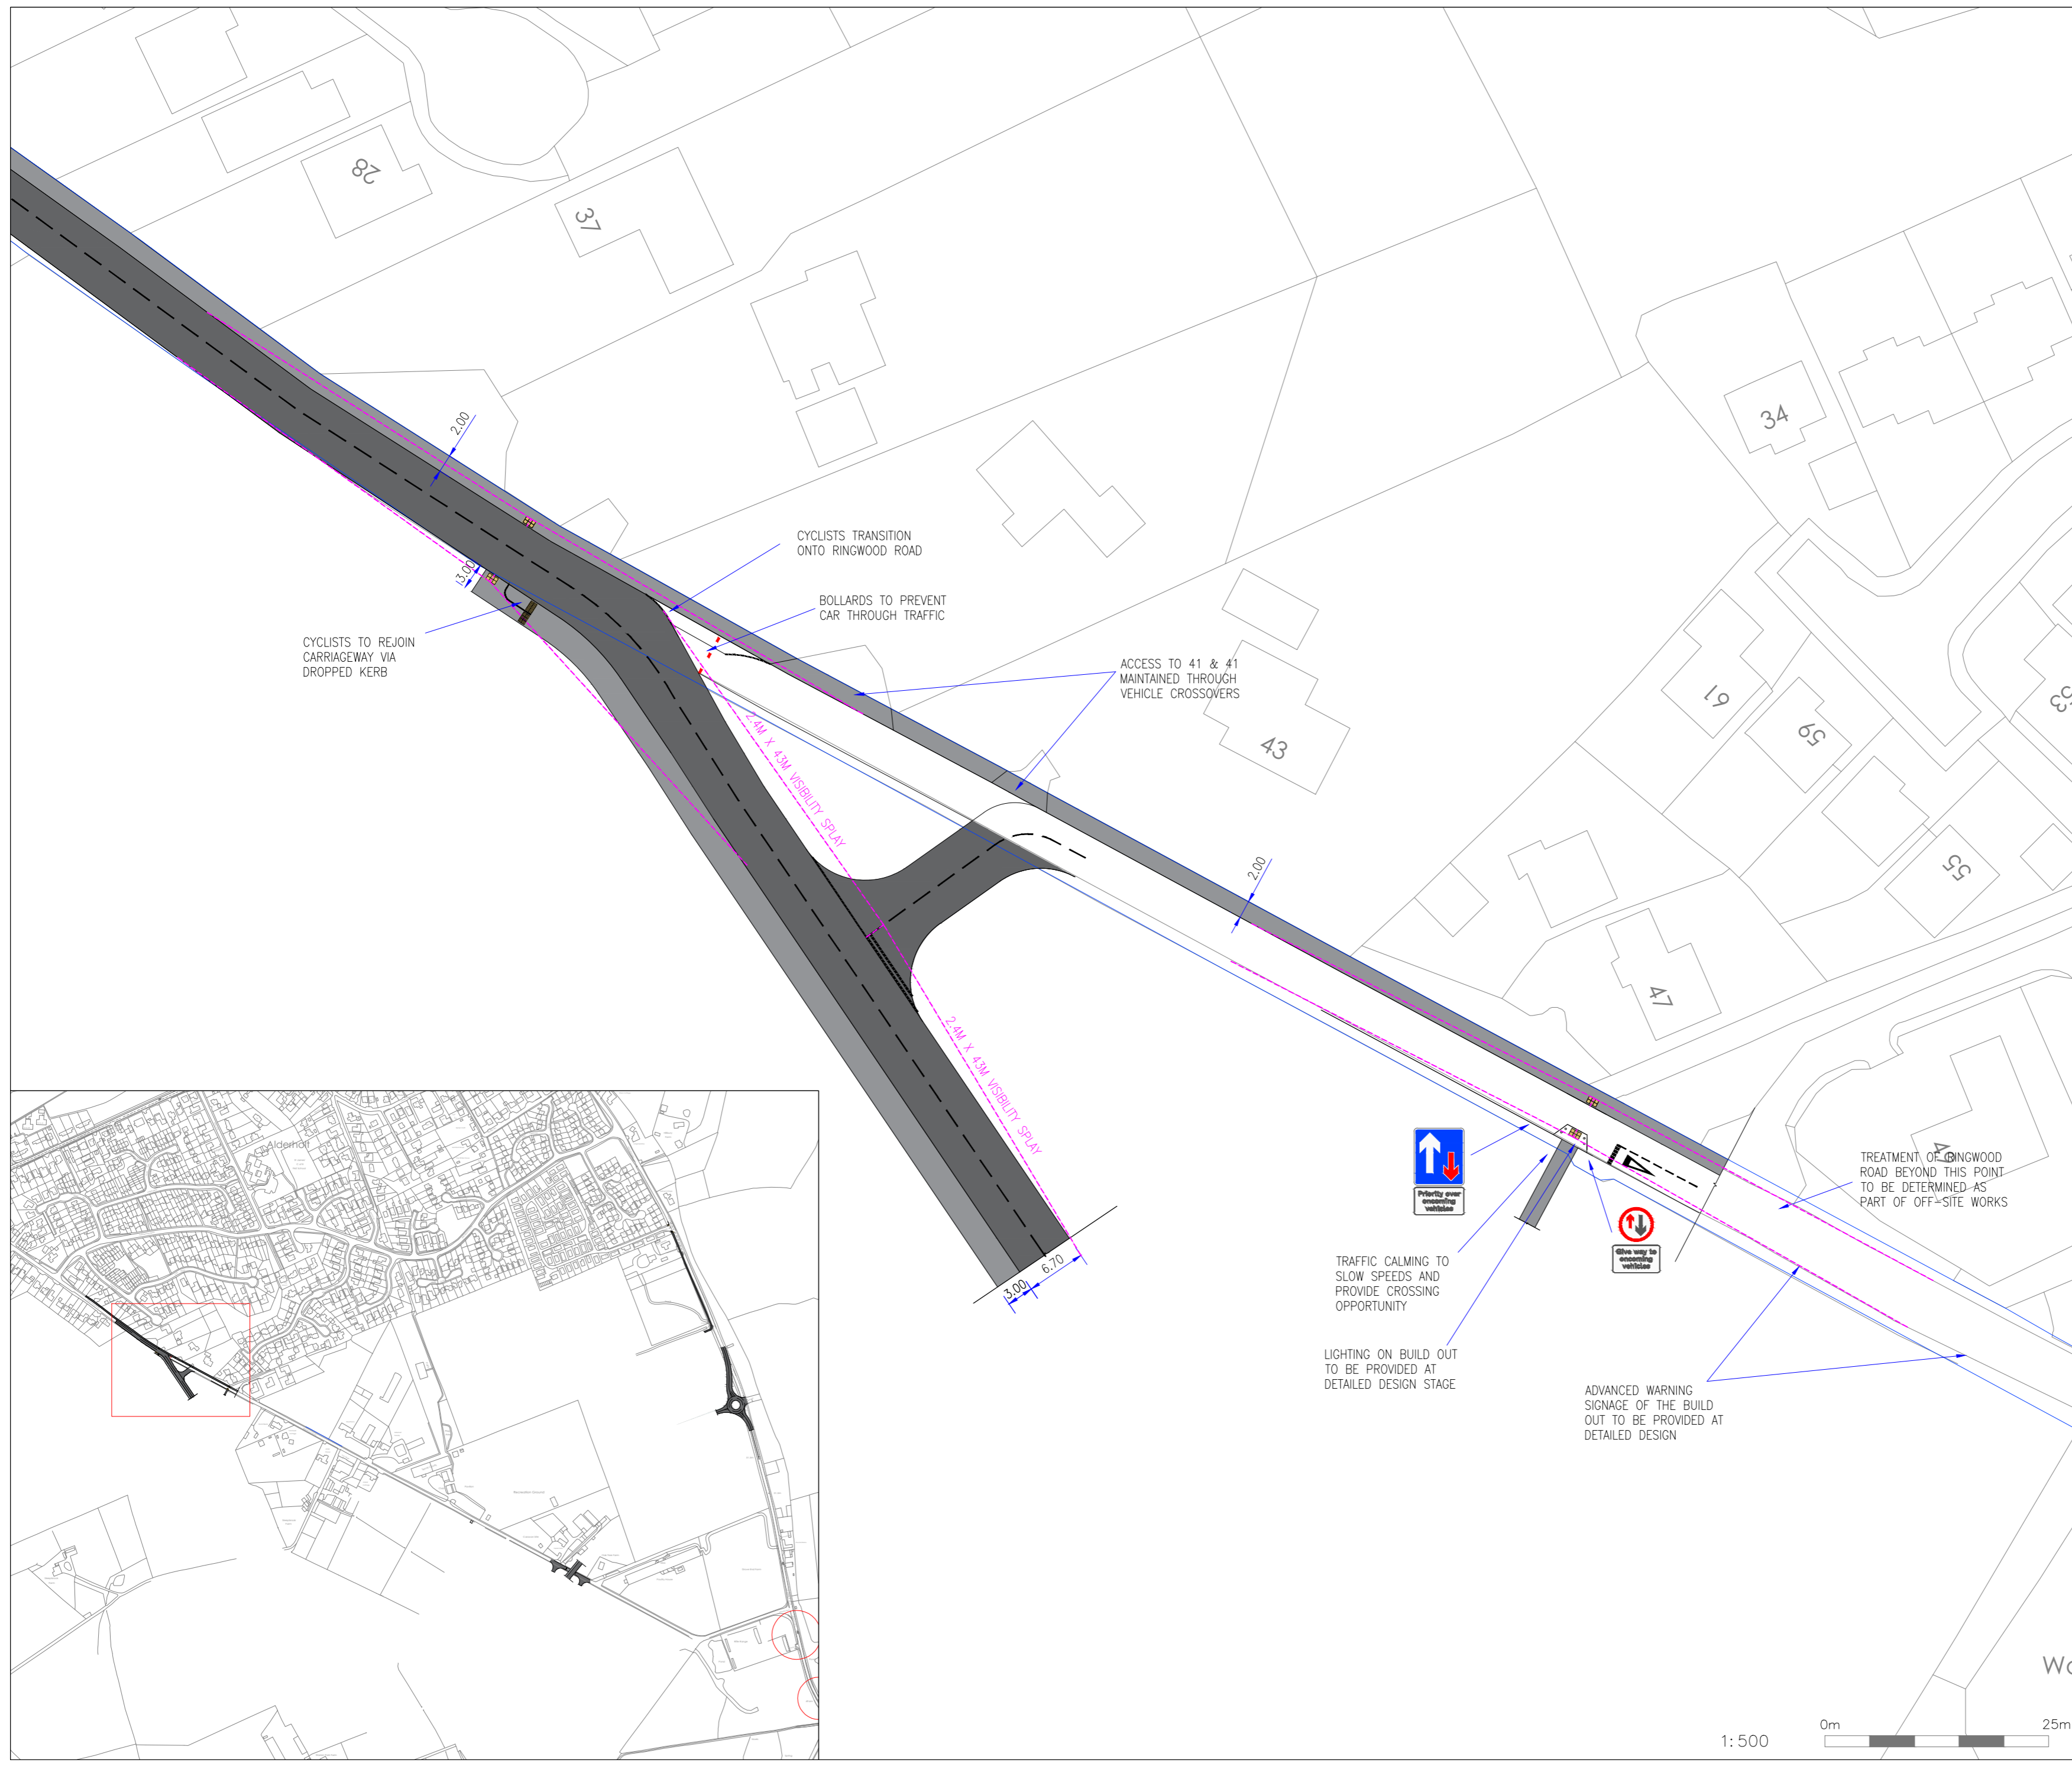 28
37
2.00
34
CYCLISTS TRANSITION
ONTO RINGWOOD ROAD
3.00
BOLLARDS TO PREVENT
CAR THROUGH TRAFFIC
CYCLISTS TO REJOIN
CARRIAGEWAY VIA
DROPPED KERB
ACCESS TO 41 & 41
MAINTAINED THROUGH
VEHICLE CROSSOVERS
43
61
59
55
2.4M X 43M VISIBILITY SPLAY
2.00
47
2.4M X 43M VISIBILITY SPLAY
Priority over
oncoming
vehicles
Give way to
oncoming
vehicles
TREATMENT OF RINGWOOD
ROAD BEYOND THIS POINT
TO BE DETERMINED AS
PART OF OFF-SITE WORKS
TRAFFIC CALMING TO
SLOW SPEEDS AND
PROVIDE CROSSING
OPPORTUNITY
3.00
6.70
LIGHTING ON BUILD OUT
TO BE PROVIDED AT
DETAILED DESIGN STAGE
ADVANCED WARNING
SIGNAGE OF THE BUILD
OUT TO BE PROVIDED AT
DETAILED DESIGN
Alderholt
1:500
0m
25m